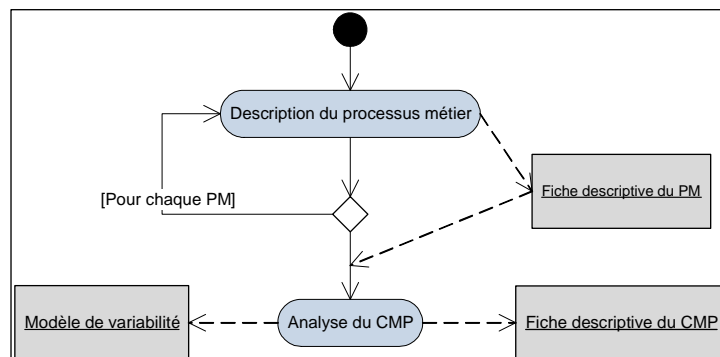 Description du processus métier
Fiche descriptive du PM
[Pour chaque PM]
Modèle de variabilité
Analyse du CMP
Fiche descriptive du CMP